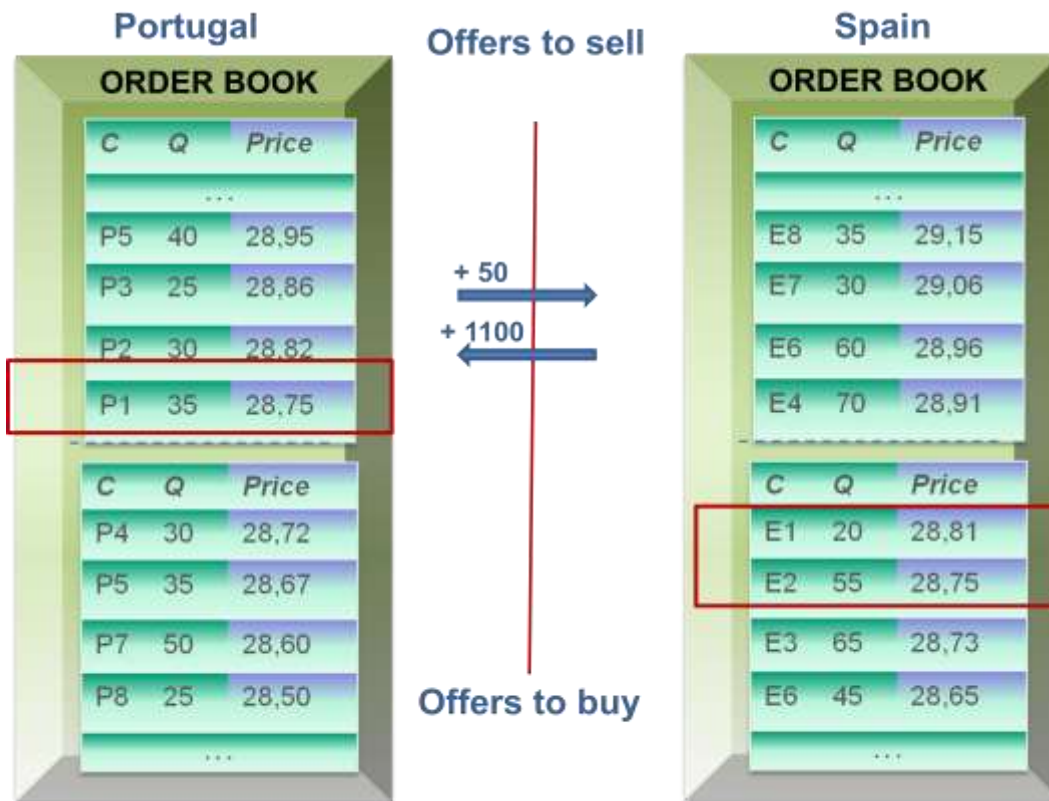 Portugal
ORDER BOOK
C Q Price
...
P5 40 28,95
P3 25 28,86
P2 30 28,82
P1 35 28,75
C Q Price
P4 30 28,72
P5 35 28,67
P7 50 28,60
P8 25 28,50
...
Offers to sell
+ 50
+ 1100
Offers to buy
Spain
ORDER BOOK
C Q Price
...
E8 35 29,15
E7 30 29,06
E6 60 28,96
E4 70 28,91
C Q Price
E1 20 28,81
E2 55 28,75
E3 65 28,73
E6 45 28,65
...